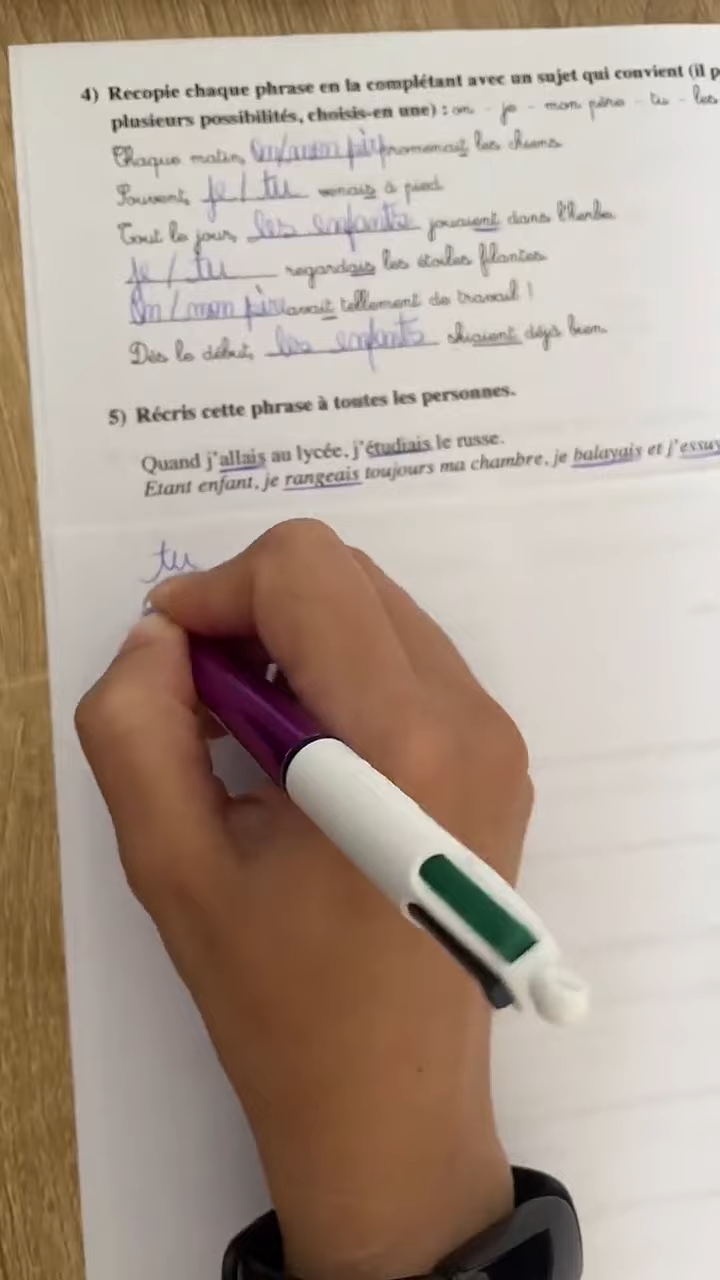 4) Recopie chaque phrase en la complétant avec un sujet qui convient (il p
plusieurs possibilités, choisis-en une) : on - je - mon père - tu - les
Chaque matin, On/mon père promenait les chiens.
Souvent, je / tu venais à pied.
Tout le jour, les enfants jouaient dans l'herbe.
je / tu regardais les étoiles filantes.
On / mon père avait tellement de travail !
Dès le début, les enfants skiaient déjà bien.
5) Récris cette phrase à toutes les personnes.
Quand j'allais au lycée, j'étudiais le russe.
Etant enfant, je rangeais toujours ma chambre, je balayais et j'essuy
tu